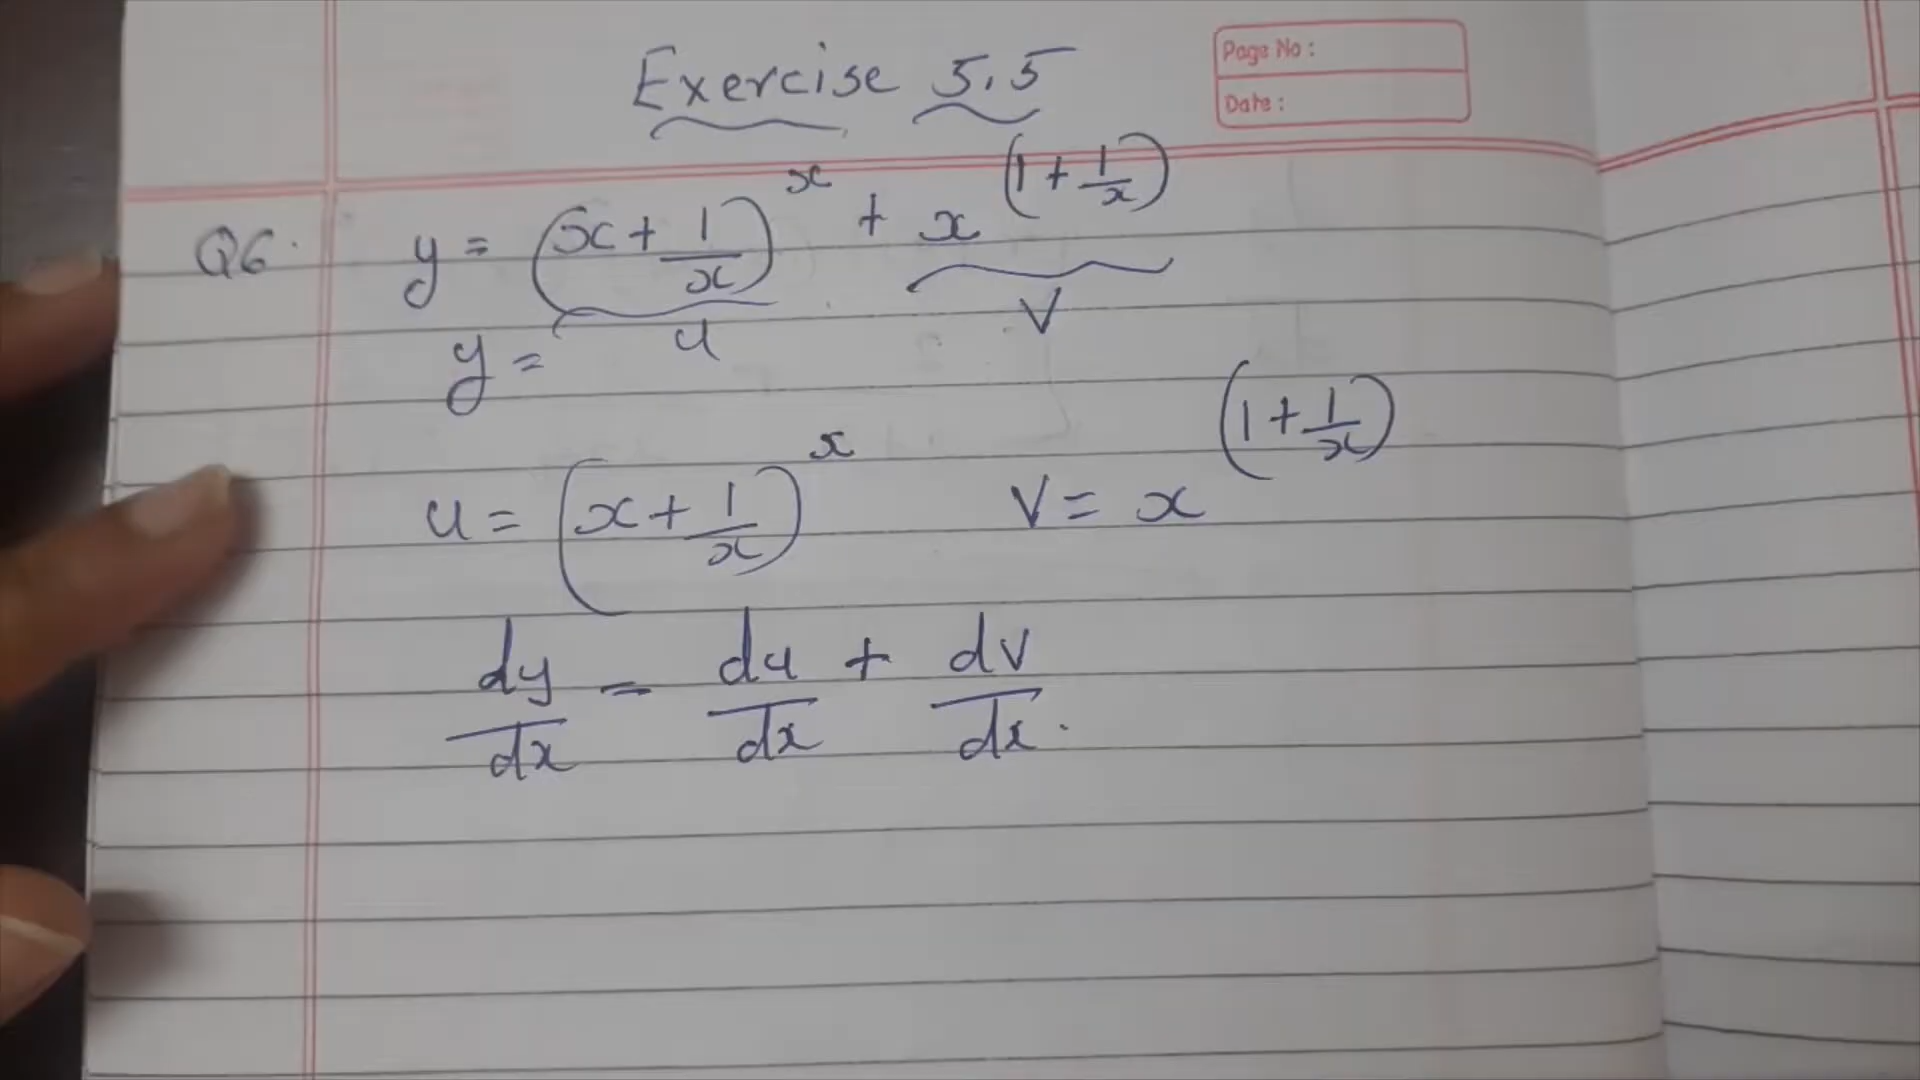 Exercise 5.5
Page No :
Date :
Q6. y = (x + 1/x)^x + x^(1 + 1/x)
y = u V
u = (x + 1/x)^x V = x^(1 + 1/x)
dy/dx = du/dx + dv/dx.